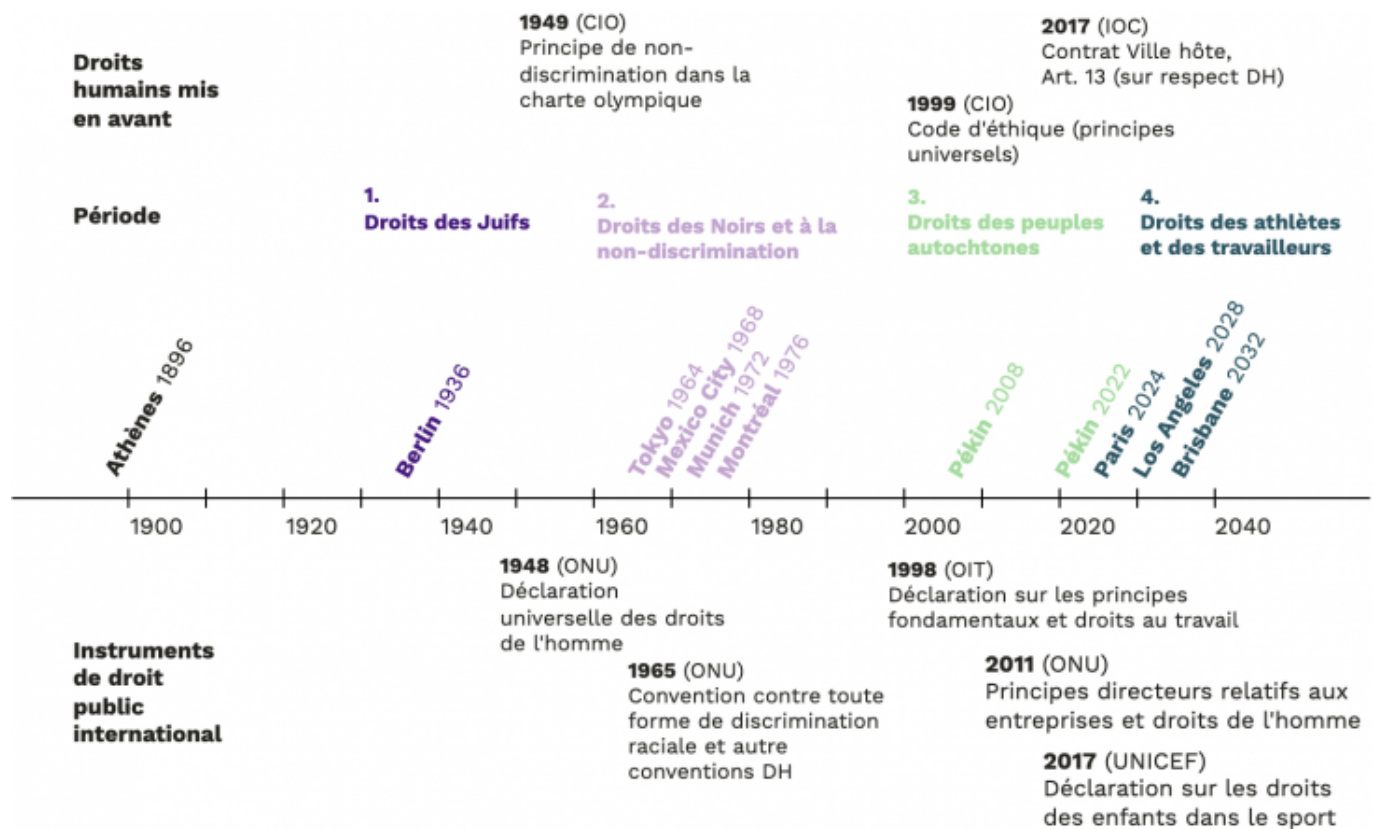 1949 (CIO)
Principe de non-
discrimination dans la
charte olympique
2017 (IOC)
Contrat Ville hôte,
Art. 13 (sur respect DH)
Droits
humains mis
en avant
1999 (CIO)
Code d'éthique (principes
universels)
Période
1.
Droits des Juifs
2.
Droits des Noirs et à la
non-discrimination
3.
Droits des peuples
autochtones
4.
Droits des athlètes
et des travailleurs
Athènes 1896
Berlin 1936
Tokyo 1964
Mexico City 1968
Munich 1972
Montréal 1976
Pékin 2008
Pékin 2022
Paris 2024
Los Angeles 2028
Brisbane 2032
1900 1920 1940 1960 1980 2000 2020 2040
1948 (ONU)
Déclaration
universelle des droits
de l'homme
1998 (OIT)
Déclaration sur les principes
fondamentaux et droits au travail
Instruments
de droit
public
international
1965 (ONU)
Convention contre toute
forme de discrimination
raciale et autre
conventions DH
2011 (ONU)
Principes directeurs relatifs aux
entreprises et droits de l'homme
2017 (UNICEF)
Déclaration sur les droits
des enfants dans le sport